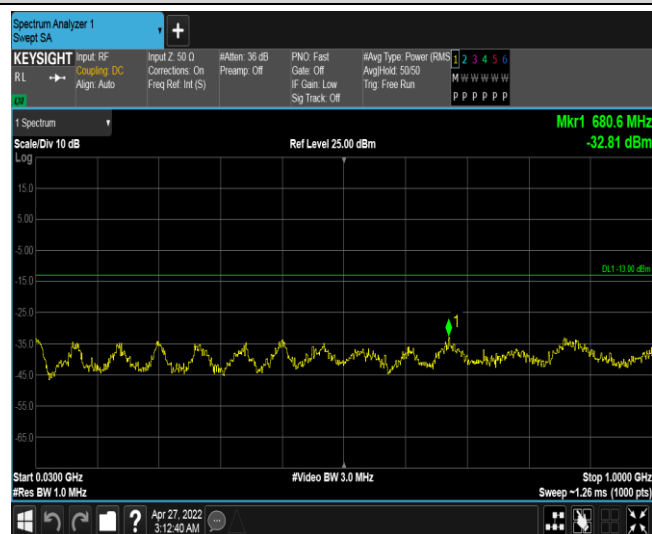 Spectrum Analyzer 1
Swept SA
+
KEYSIGHT Input: RF Input Z: 50 Ω #Atten: 36 dB PNO: Fast #Avg Type: Power (RMS 1 2 3 4 5 6
RL Coupling: DC Corrections: On Preamp: Off Gate: Off Avg|Hold: 50/50 M W W W W W
Align: Auto Freq Ref: Int (S) IF Gain: Low Trig: Free Run
Sig Track: Off P P P P P P
1 Spectrum Mkr1 680.6 MHz
Scale/Div 10 dB Ref Level 25.00 dBm -32.81 dBm
Log
15.0
5.00
-5.00
DL1 -13.00 dBm
-15.0
-25.0
1
-35.0
-45.0
-55.0
-65.0
Start 0.0300 GHz #Video BW 3.0 MHz Stop 1.0000 GHz
#Res BW 1.0 MHz Sweep ~1.26 ms (1000 pts)
? Apr 27, 2022
3:12:40 AM